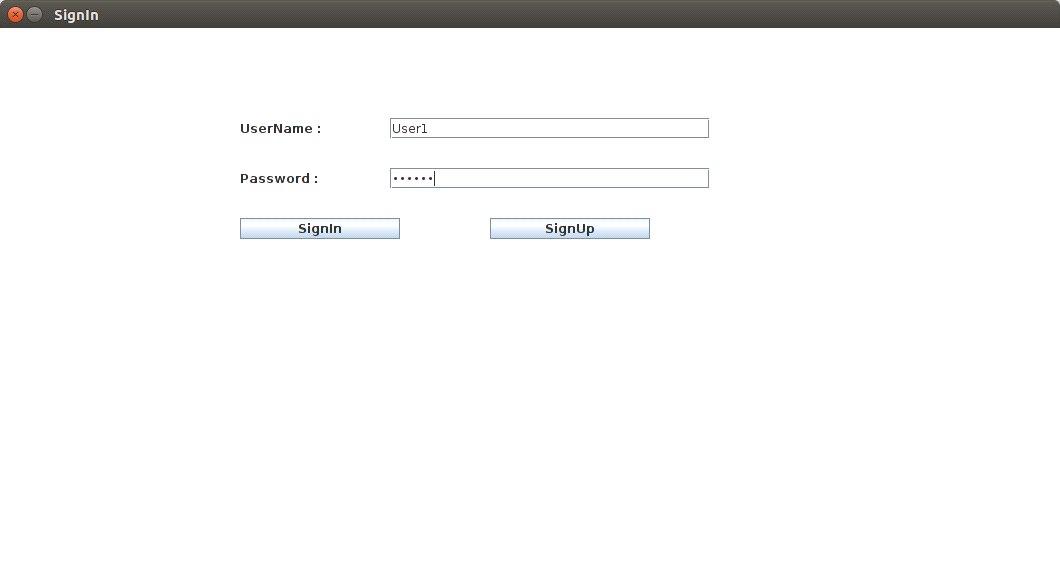 SignIn
UserName : User1
Password : ••••••
SignIn SignUp